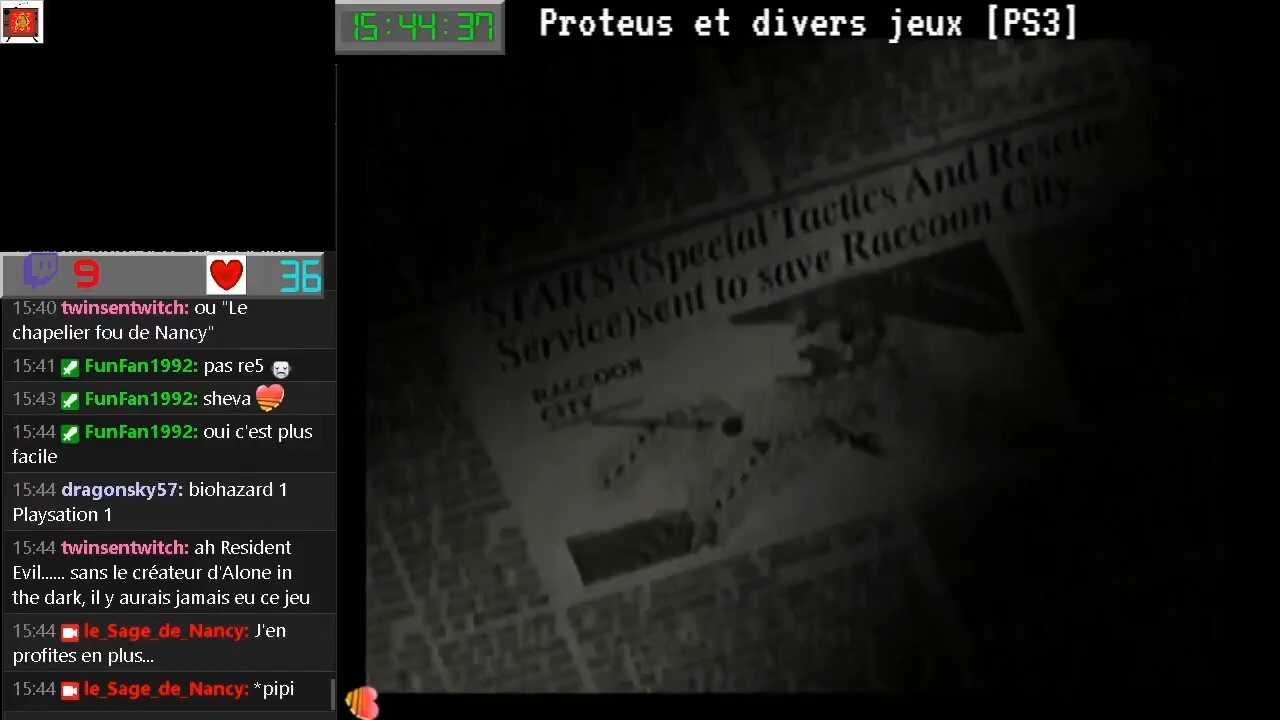 15:44:37
Proteus et divers jeux [PS3]
9
36
15:40 twinsentwitch: ou "Le
chapelier fou de Nancy"
15:41 FunFan1992: pas re5
15:43 FunFan1992: sheva
15:44 FunFan1992: oui c'est plus
facile
15:44 dragonsky57: biohazard 1
Playsation 1
15:44 twinsentwitch: ah Resident
Evil...... sans le créateur d'Alone in
the dark, il y aurais jamais eu ce jeu
15:44 le_Sage_de_Nancy: J'en
profites en plus...
15:44 le_Sage_de_Nancy: *pipi
'STARS'(Special Tactics And Rescue
Service)sent to save Raccoon City
RACCOON
CITY